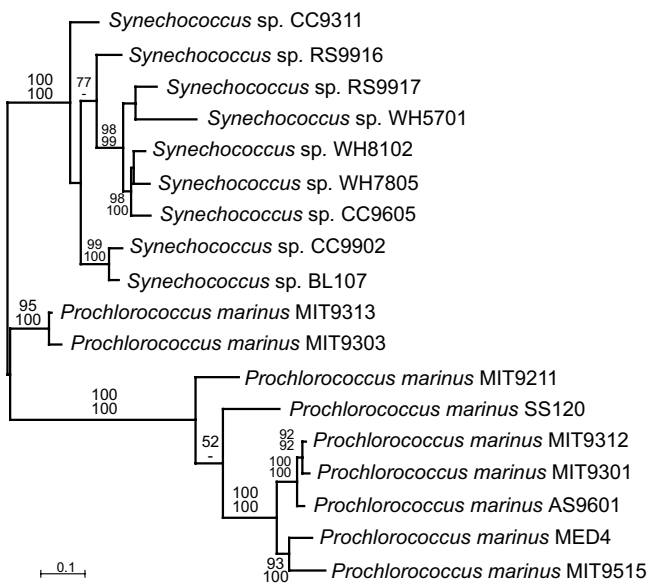 Synechococcus sp. CC9311
Synechococcus sp. RS9916
100
100
77
-
Synechococcus sp. RS9917
Synechococcus sp. WH5701
98
99
Synechococcus sp. WH8102
Synechococcus sp. WH7805
98
100
Synechococcus sp. CC9605
99
100
Synechococcus sp. CC9902
Synechococcus sp. BL107
95
100
Prochlorococcus marinus MIT9313
Prochlorococcus marinus MIT9303
Prochlorococcus marinus MIT9211
100
100
Prochlorococcus marinus SS120
52
-
92
92
Prochlorococcus marinus MIT9312
100
100
Prochlorococcus marinus MIT9301
100
100
Prochlorococcus marinus AS9601
Prochlorococcus marinus MED4
93
100
Prochlorococcus marinus MIT9515
0.1